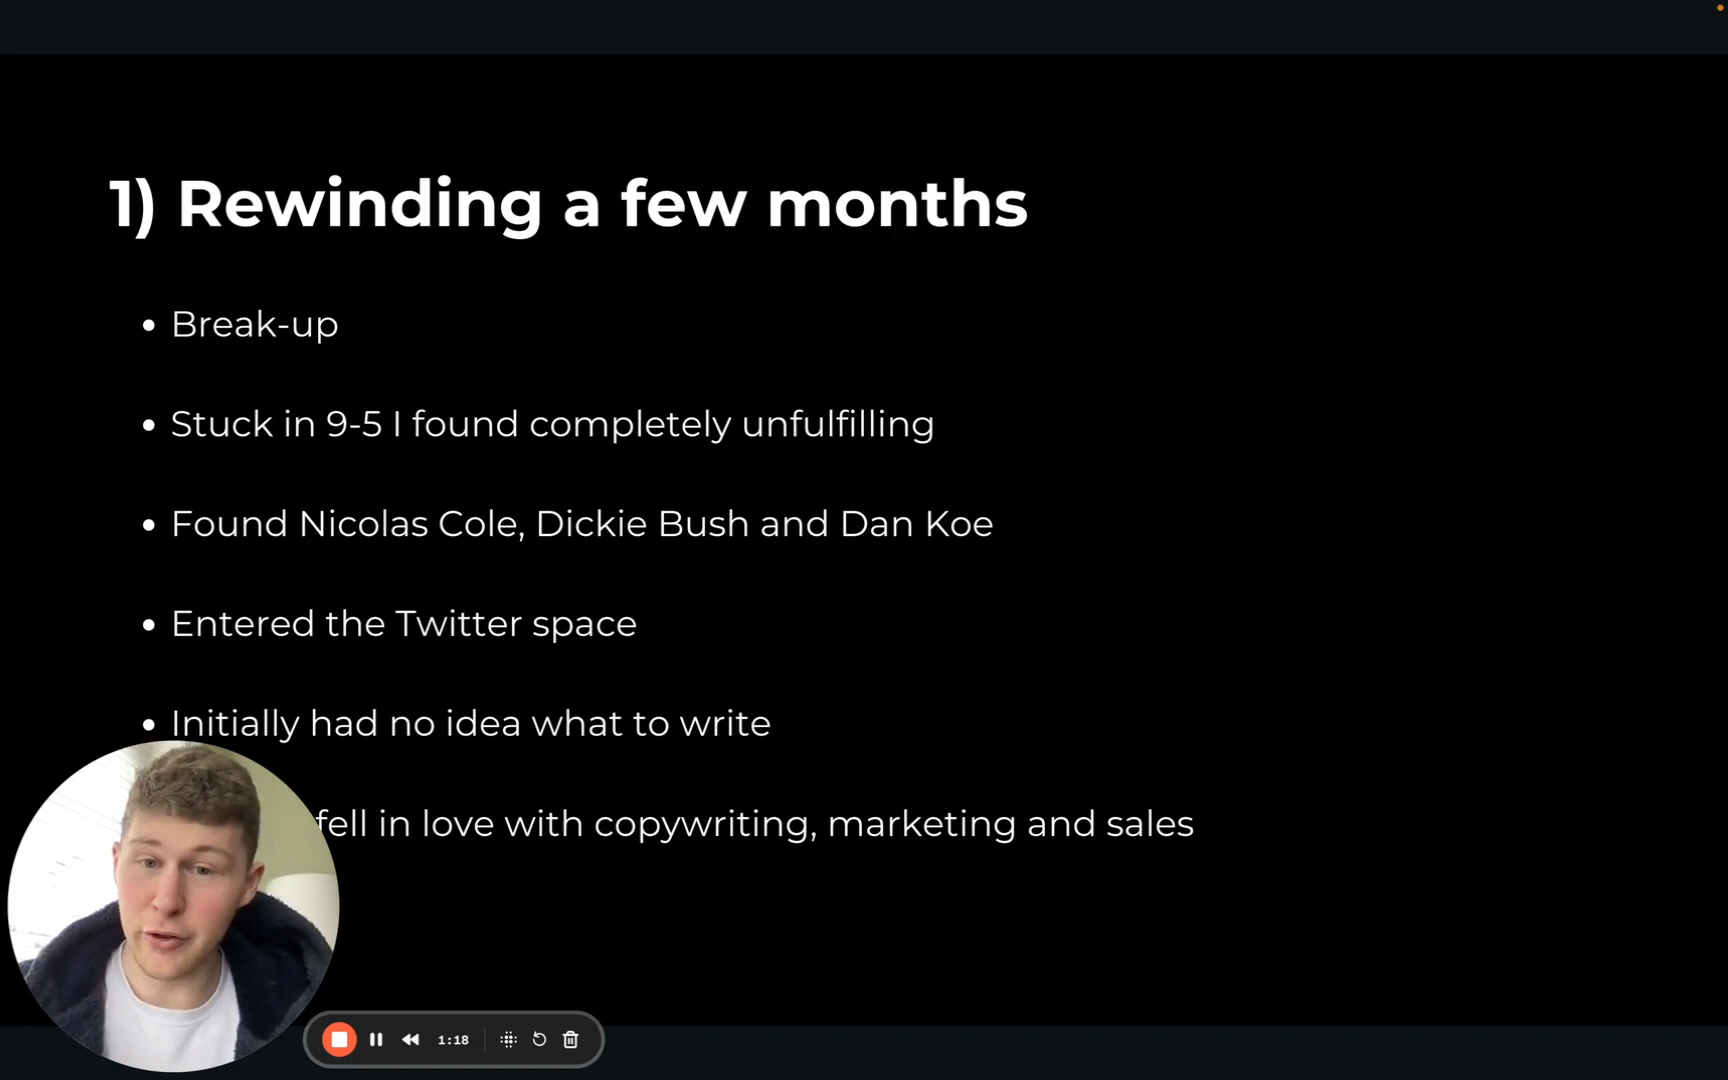 1) Rewinding a few months
• Break-up
• Stuck in 9-5 I found completely unfulfilling
• Found Nicolas Cole, Dickie Bush and Dan Koe
• Entered the Twitter space
• Initially had no idea what to write
fell in love with copywriting, marketing and sales
1:18